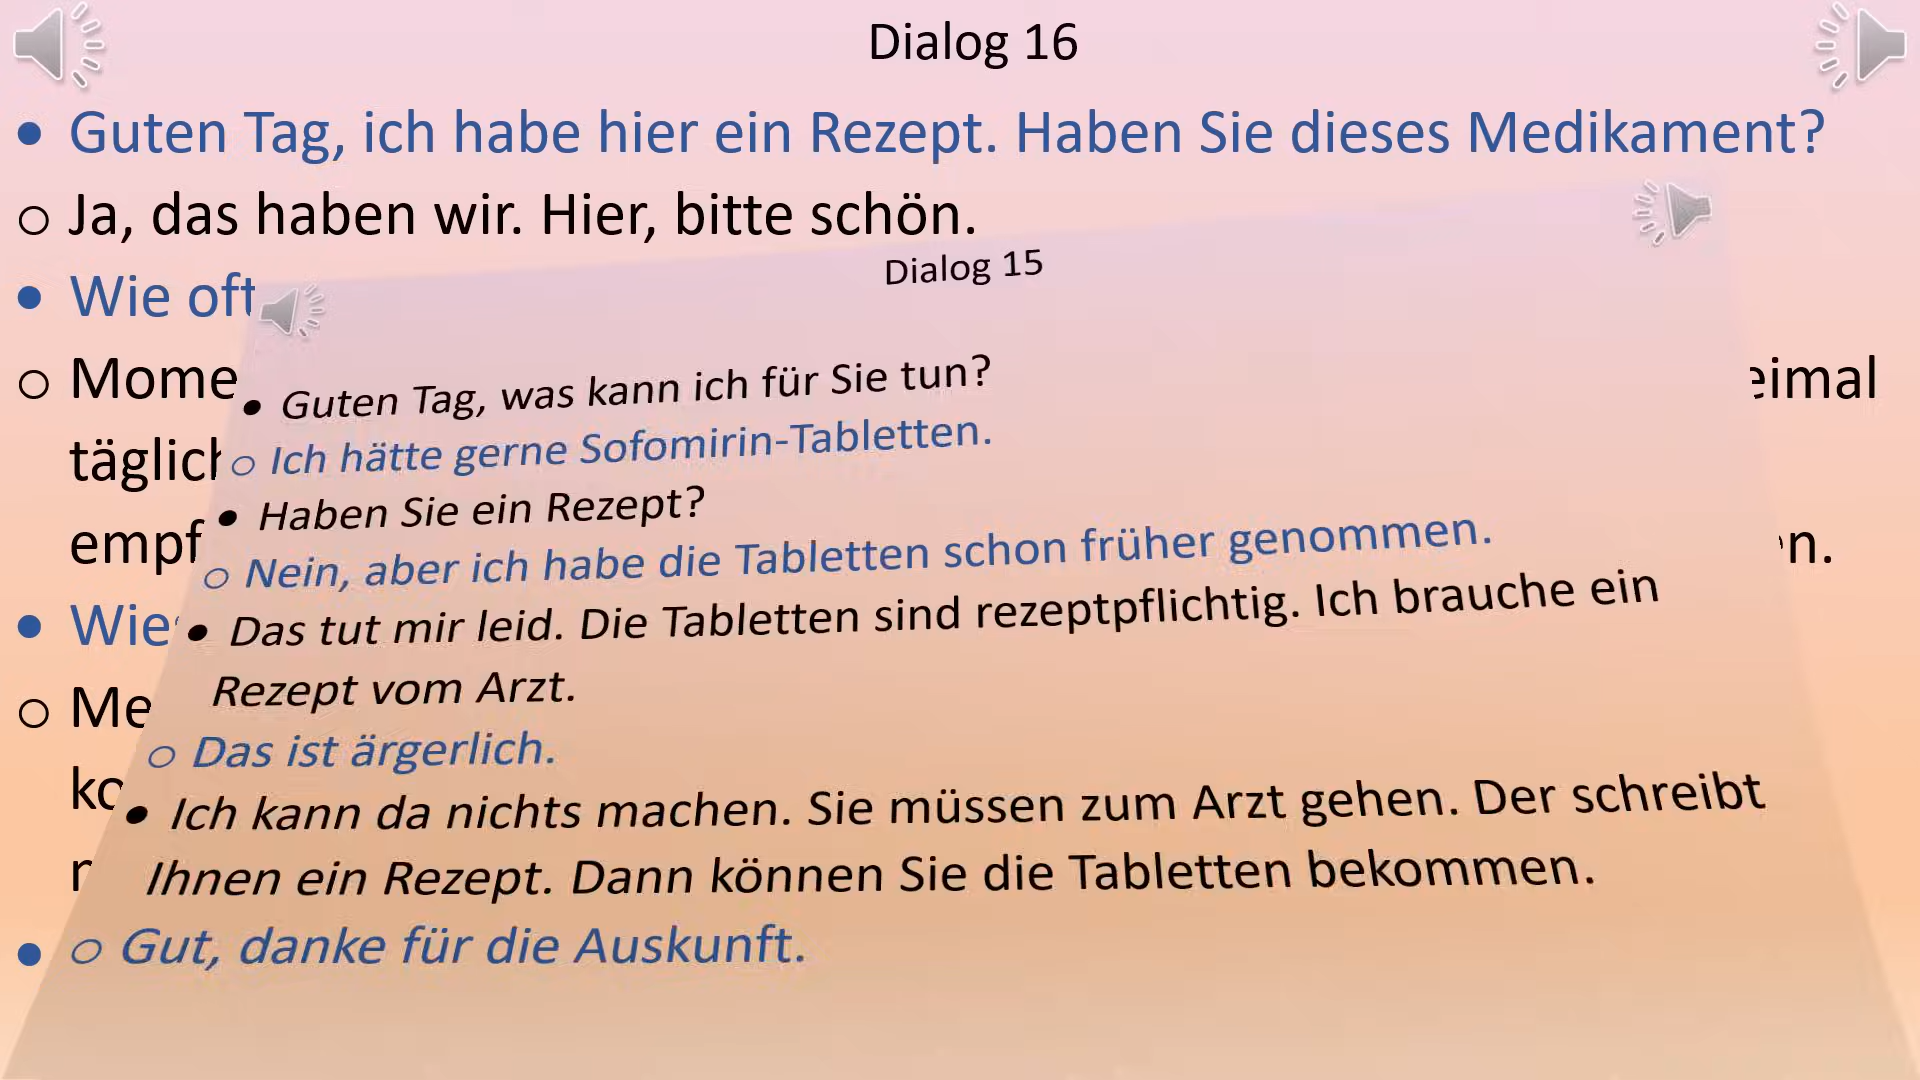 Dialog 16
• Guten Tag, ich habe hier ein Rezept. Haben Sie dieses Medikament?
○ Ja, das haben wir. Hier, bitte schön.
• Wie oft
○ eimal
täglich
en.
•
○
•
Dialog 15
• Guten Tag, was kann ich für Sie tun?
○ Ich hätte gerne Sofomirin-Tabletten.
• Haben Sie ein Rezept?
○ Nein, aber ich habe die Tabletten schon früher genommen.
• Das tut mir leid. Die Tabletten sind rezeptpflichtig. Ich brauche ein
Rezept vom Arzt.
○ Das ist ärgerlich.
• Ich kann da nichts machen. Sie müssen zum Arzt gehen. Der schreibt
Ihnen ein Rezept. Dann können Sie die Tabletten bekommen.
○ Gut, danke für die Auskunft.